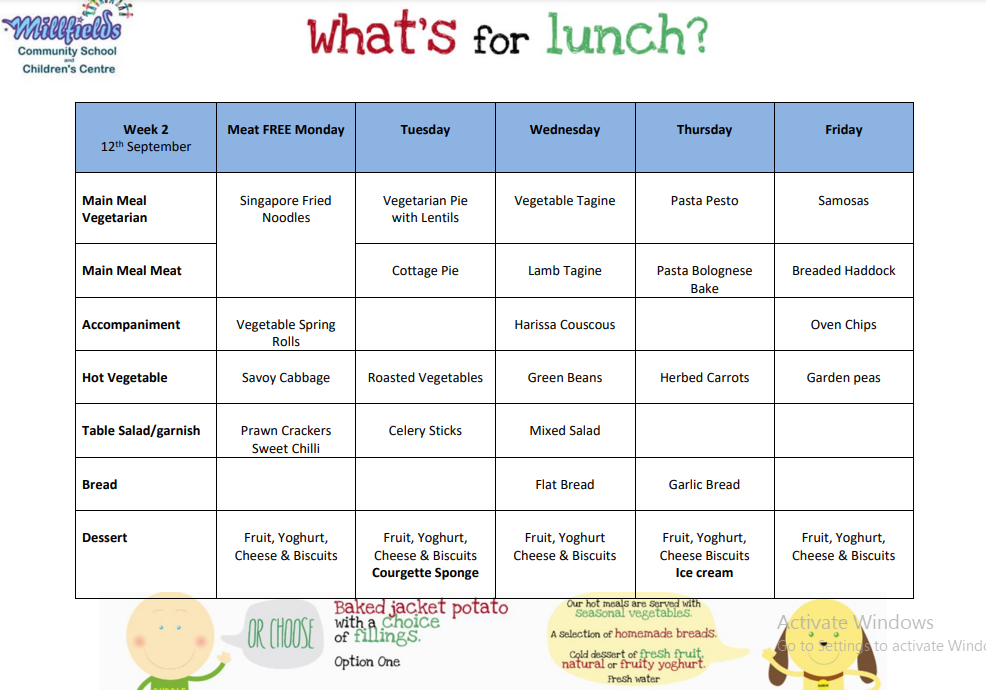 Millfields
Community School
and
Children's Centre
What's for lunch?
Week 2
12th September
Meat FREE Monday
Tuesday
Wednesday
Thursday
Friday
Main Meal
Vegetarian
Singapore Fried
Noodles
Vegetarian Pie
with Lentils
Vegetable Tagine
Pasta Pesto
Samosas
Main Meal Meat
Cottage Pie
Lamb Tagine
Pasta Bolognese
Bake
Breaded Haddock
Accompaniment
Vegetable Spring
Rolls
Harissa Couscous
Oven Chips
Hot Vegetable
Savoy Cabbage
Roasted Vegetables
Green Beans
Herbed Carrots
Garden peas
Table Salad/garnish
Prawn Crackers
Sweet Chilli
Celery Sticks
Mixed Salad
Bread
Flat Bread
Garlic Bread
Dessert
Fruit, Yoghurt,
Cheese & Biscuits
Fruit, Yoghurt,
Cheese & Biscuits
Courgette Sponge
Fruit, Yoghurt
Cheese & Biscuits
Fruit, Yoghurt,
Cheese Biscuits
Ice cream
Fruit, Yoghurt,
Cheese & Biscuits
OR CHOOSE
Baked jacket potato
with a choice
of fillings.
Option One
Our hot meals are served with
seasonal vegetables.
A selection of homemade breads.
Cold dessert of fresh fruit,
natural or fruity yoghurt.
Fresh water
Activate Windows
Go to Settings to activate Wind